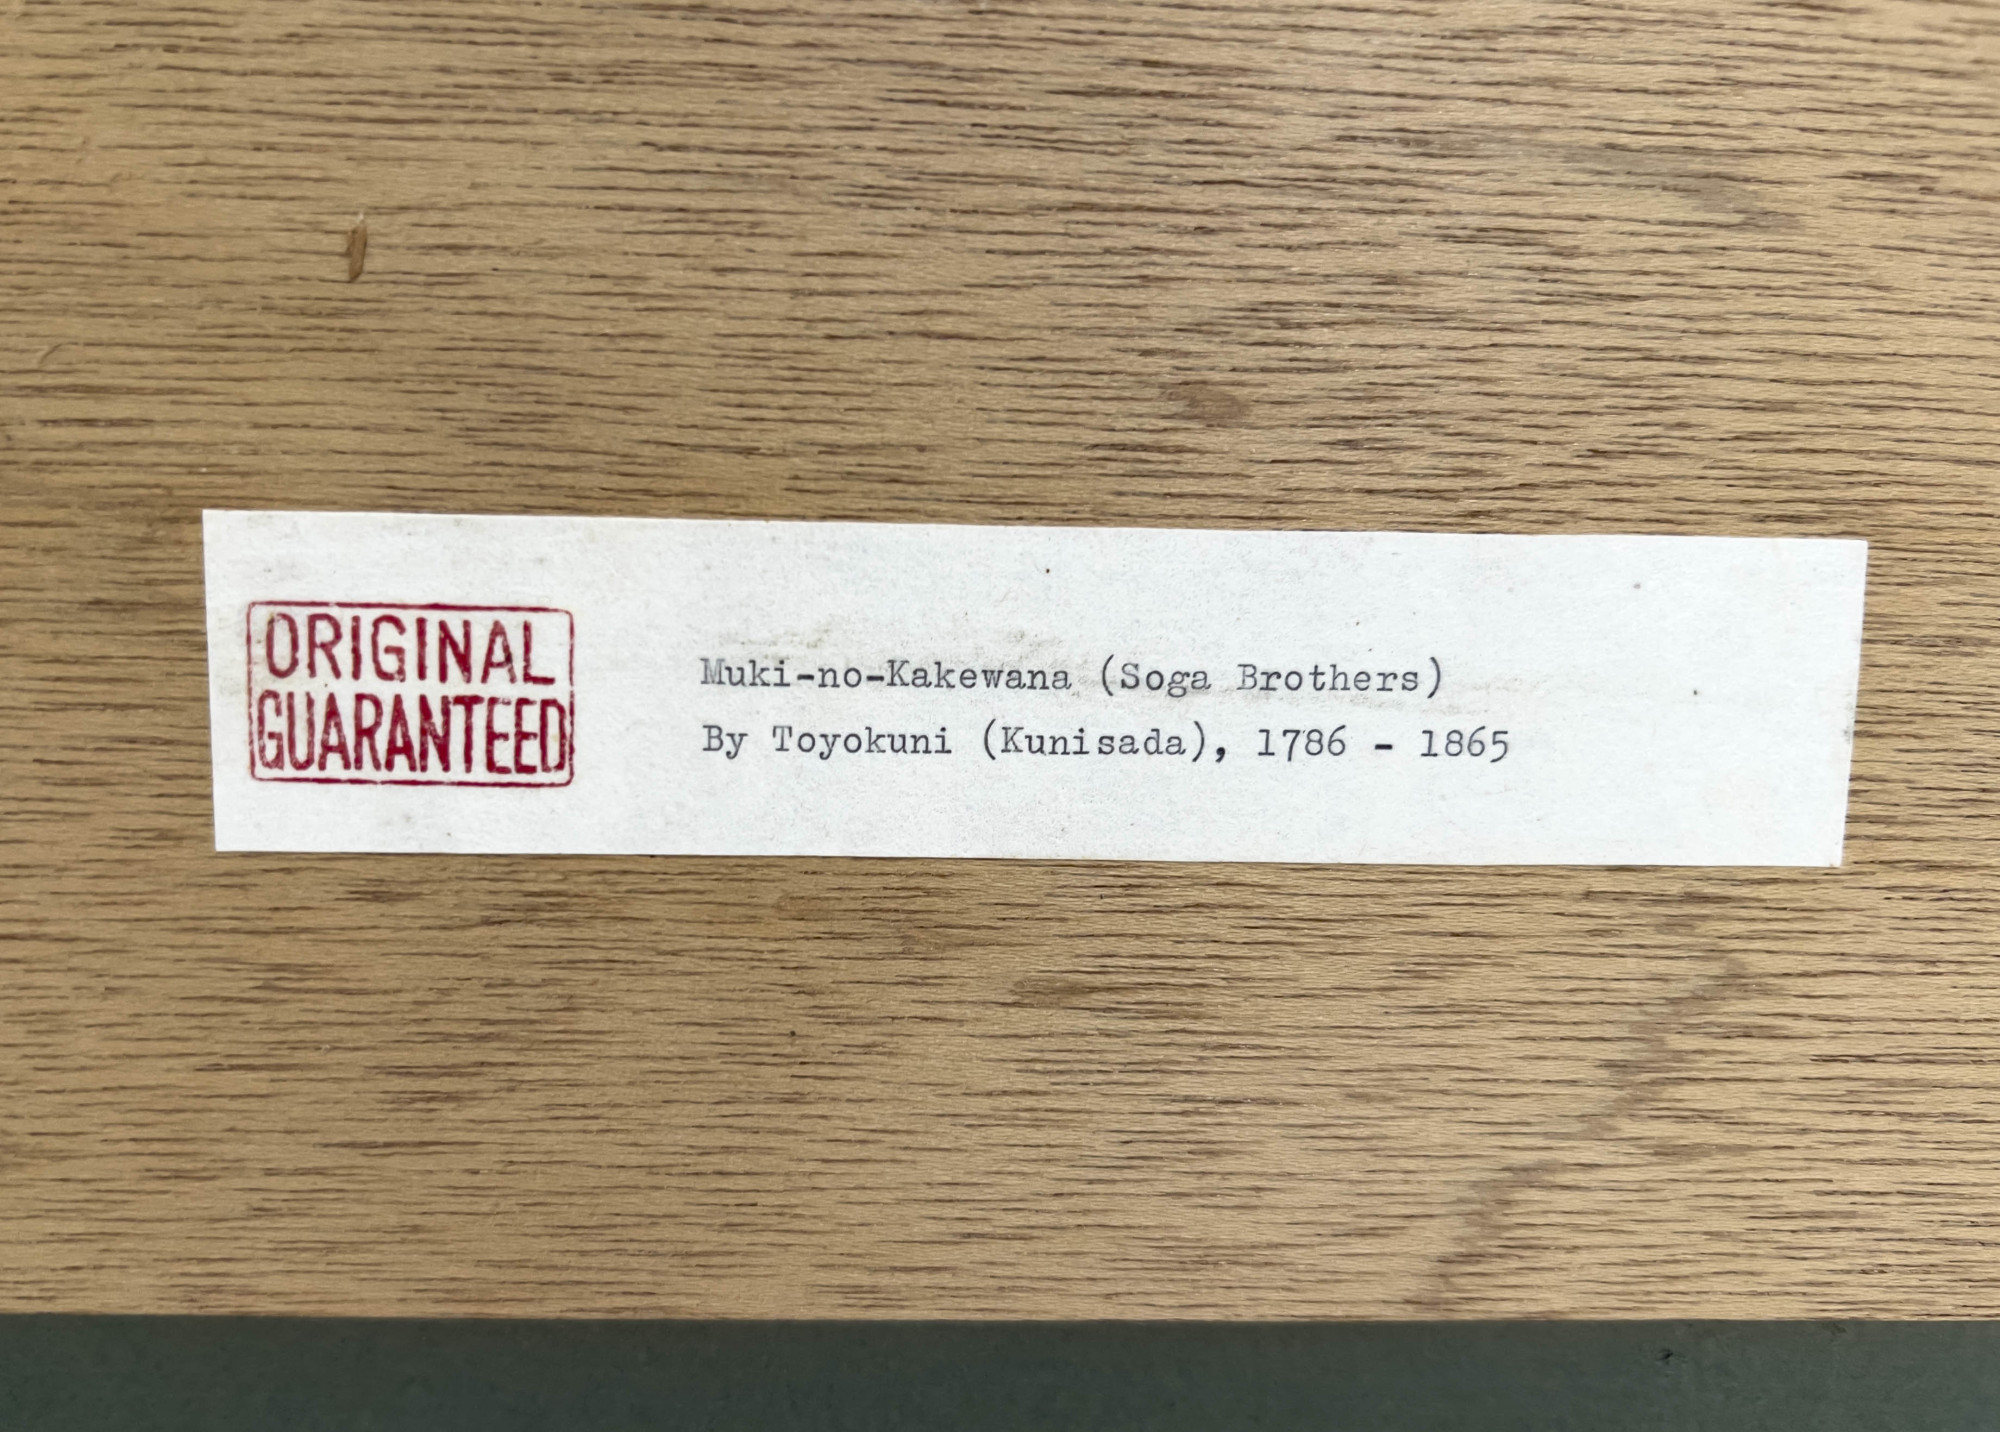 ORIGINAL
GUARANTEED
Muki-no-Kakewana (Soga Brothers)
By Toyokuni (Kunisada), 1786 - 1865